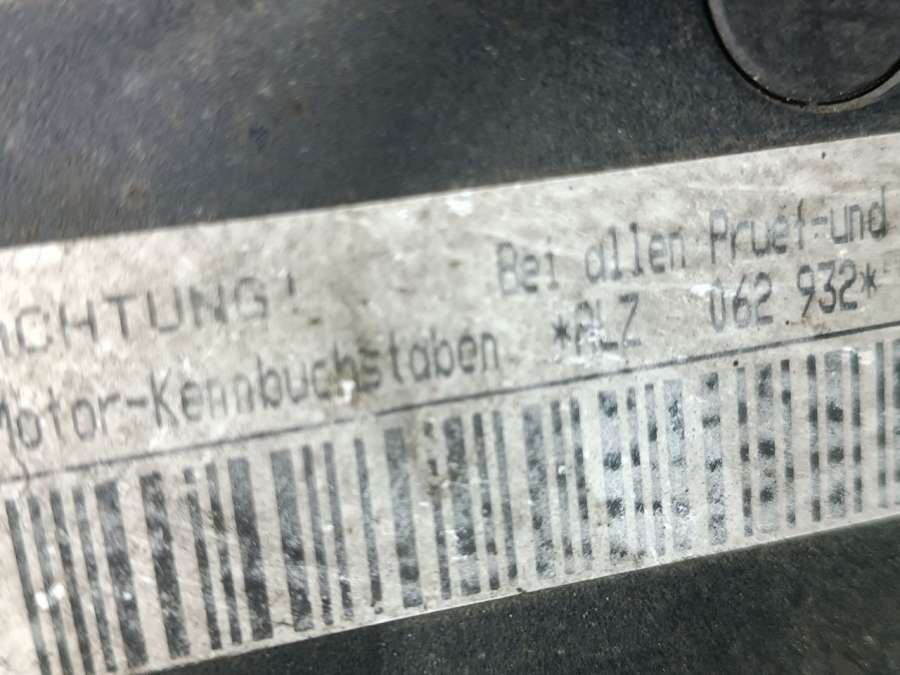 ACHTUNG! Bei allen Pruef-und
Motor-Kennbuchstaben *ALZ 062 932*